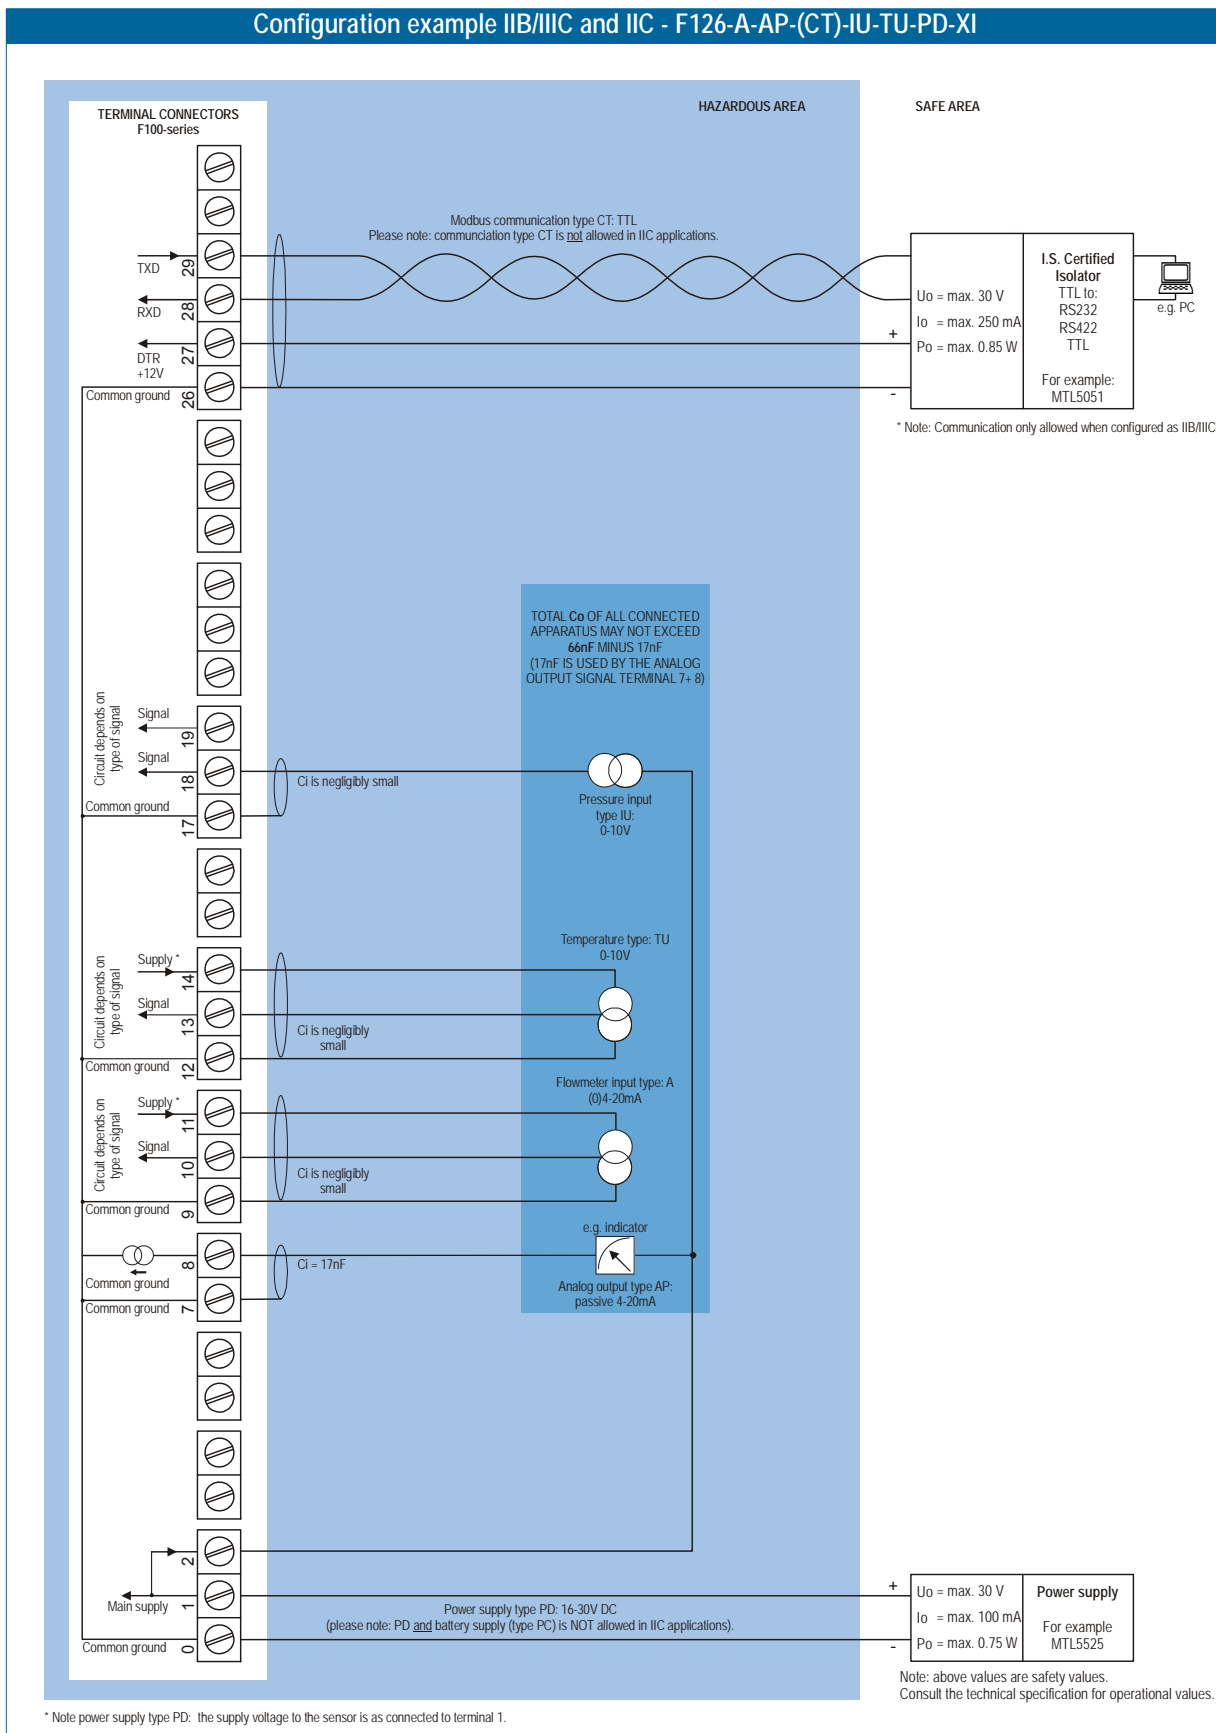 Configuration example IIB/IIIC and IIC - F126-A-AP-(CT)-IU-TU-PD-XI
TERMINAL CONNECTORS
F100-series
HAZARDOUS AREA
SAFE AREA
Modbus communication type CT: TTL
Please note: communciation type CT is not allowed in IIC applications.
TXD
29
RXD
28
DTR
+12V
27
Common ground
26
Uo = max. 30 V
Io = max. 250 mA
Po = max. 0.85 W
+
-
I.S. Certified
Isolator
TTL to:
RS232
RS422
TTL
For example:
MTL5051
e.g. PC
* Note: Communication only allowed when configured as IIB/IIIC
TOTAL Co OF ALL CONNECTED
APPARATUS MAY NOT EXCEED
66nF MINUS 17nF
(17nF IS USED BY THE ANALOG
OUTPUT SIGNAL TERMINAL 7+ 8)
Circuit depends on
type of signal
Signal
19
Signal
18
Common ground
17
Ci is negligibly small
Pressure input
type IU:
0-10V
Circuit depends on
type of signal
Supply *
14
Signal
13
Common ground
12
Ci is negligibly
small
Temperature type: TU
0-10V
Circuit depends on
type of signal
Supply *
11
Signal
10
Common ground
9
Ci is negligibly
small
Flowmeter input type: A
(0)4-20mA
8
Common ground
Common ground
7
Ci = 17nF
e.g. indicator
Analog output type AP:
passive 4-20mA
2
Main supply
1
Common ground
0
Power supply type PD: 16-30V DC
(please note: PD and battery supply (type PC) is NOT allowed in IIC applications).
+
-
Uo = max. 30 V
Io = max. 100 mA
Po = max. 0.75 W
Power supply
For example
MTL5525
Note: above values are safety values.
Consult the technical specification for operational values.
* Note power supply type PD: the supply voltage to the sensor is as connected to terminal 1.